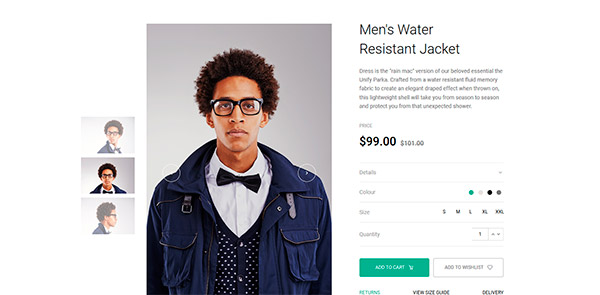 Men's Water
Resistant Jacket
Dress is the "rain mac" version of our beloved essential the
Unify Parka. Crafted from a water resistant fluid memory
fabric to create an elegant draped effect when thrown on,
this lightweight shell will take you from season to season
and protect you from that unexpected shower.
PRICE
$99.00 $101.00
Details
Colour
Size S M L XL XXL
Quantity 1
ADD TO CART ADD TO WISHLIST
RETURNS VIEW SIZE GUIDE DELIVERY